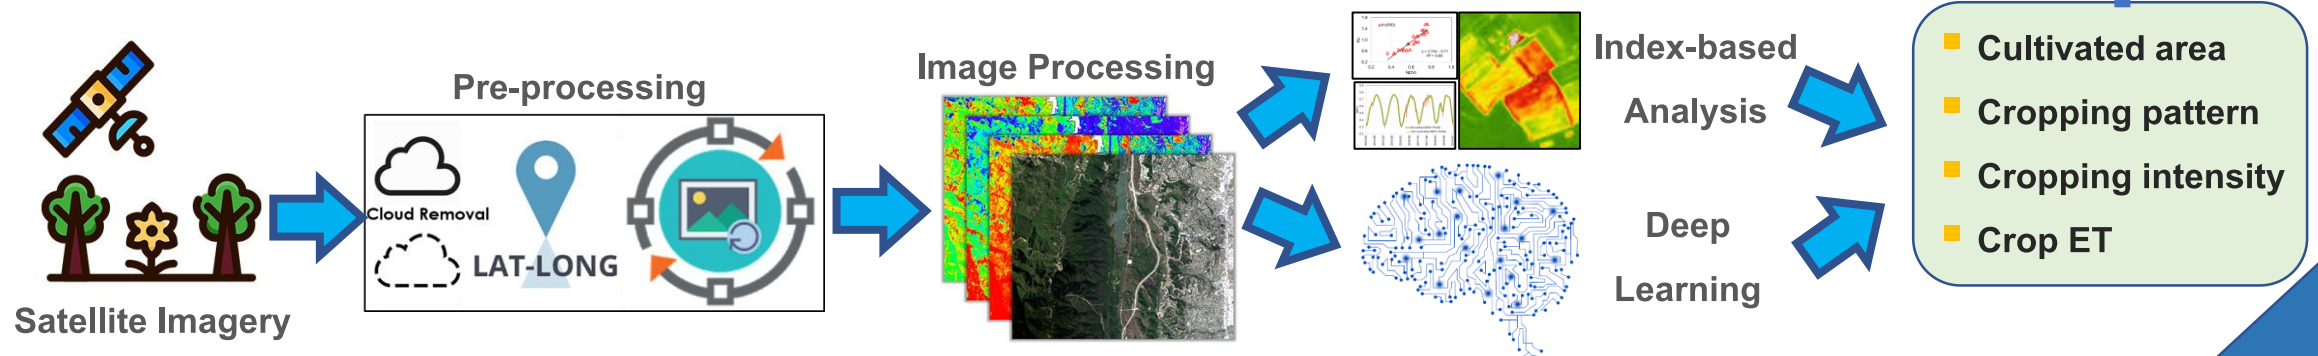 Satellite Imagery
Pre-processing
Cloud Removal
LAT-LONG
Image Processing
Index-based
Analysis
Deep
Learning
Cultivated area
Cropping pattern
Cropping intensity
Crop ET